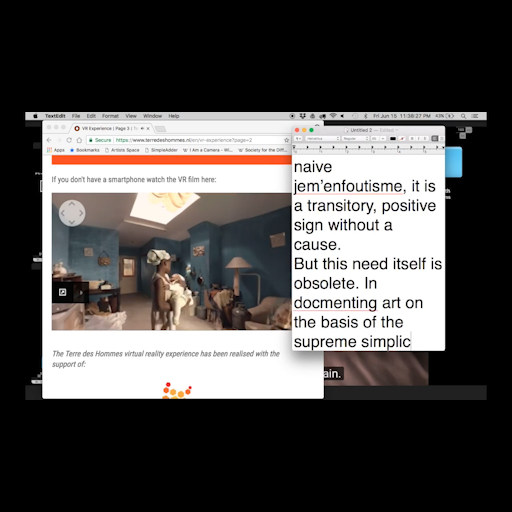 TextEdit File Edit Format View Window Help
Fri Jun 15 11:38:27 PM 43%
VR Experience | Page 3 | Te
Untitled 3
Secure https://www.terredeshommes.nl/en/vr-experience?page=2
Apps Bookmarks Artists Space SimpleAdder I Am a Camera - Wi... Society for the Diff...
If you don't have a smartphone watch the VR film here:
The Terre des Hommes virtual reality experience has been realised with the
support of:
naive
jem'enfoutisme, it is
a transitory, positive
sign without a
cause.
But this need itself is
obsolete. In
docmenting art on
the basis of the
supreme simplic
ain.